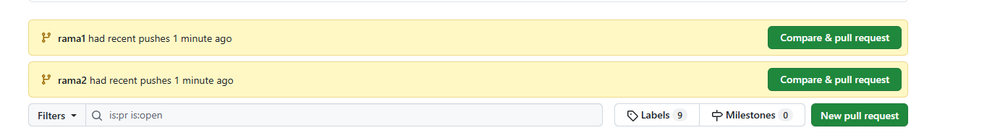 rama1 had recent pushes 1 minute ago
Compare & pull request
rama2 had recent pushes 1 minute ago
Compare & pull request
Filters
is:pr is:open
Labels 9
Milestones 0
New pull request